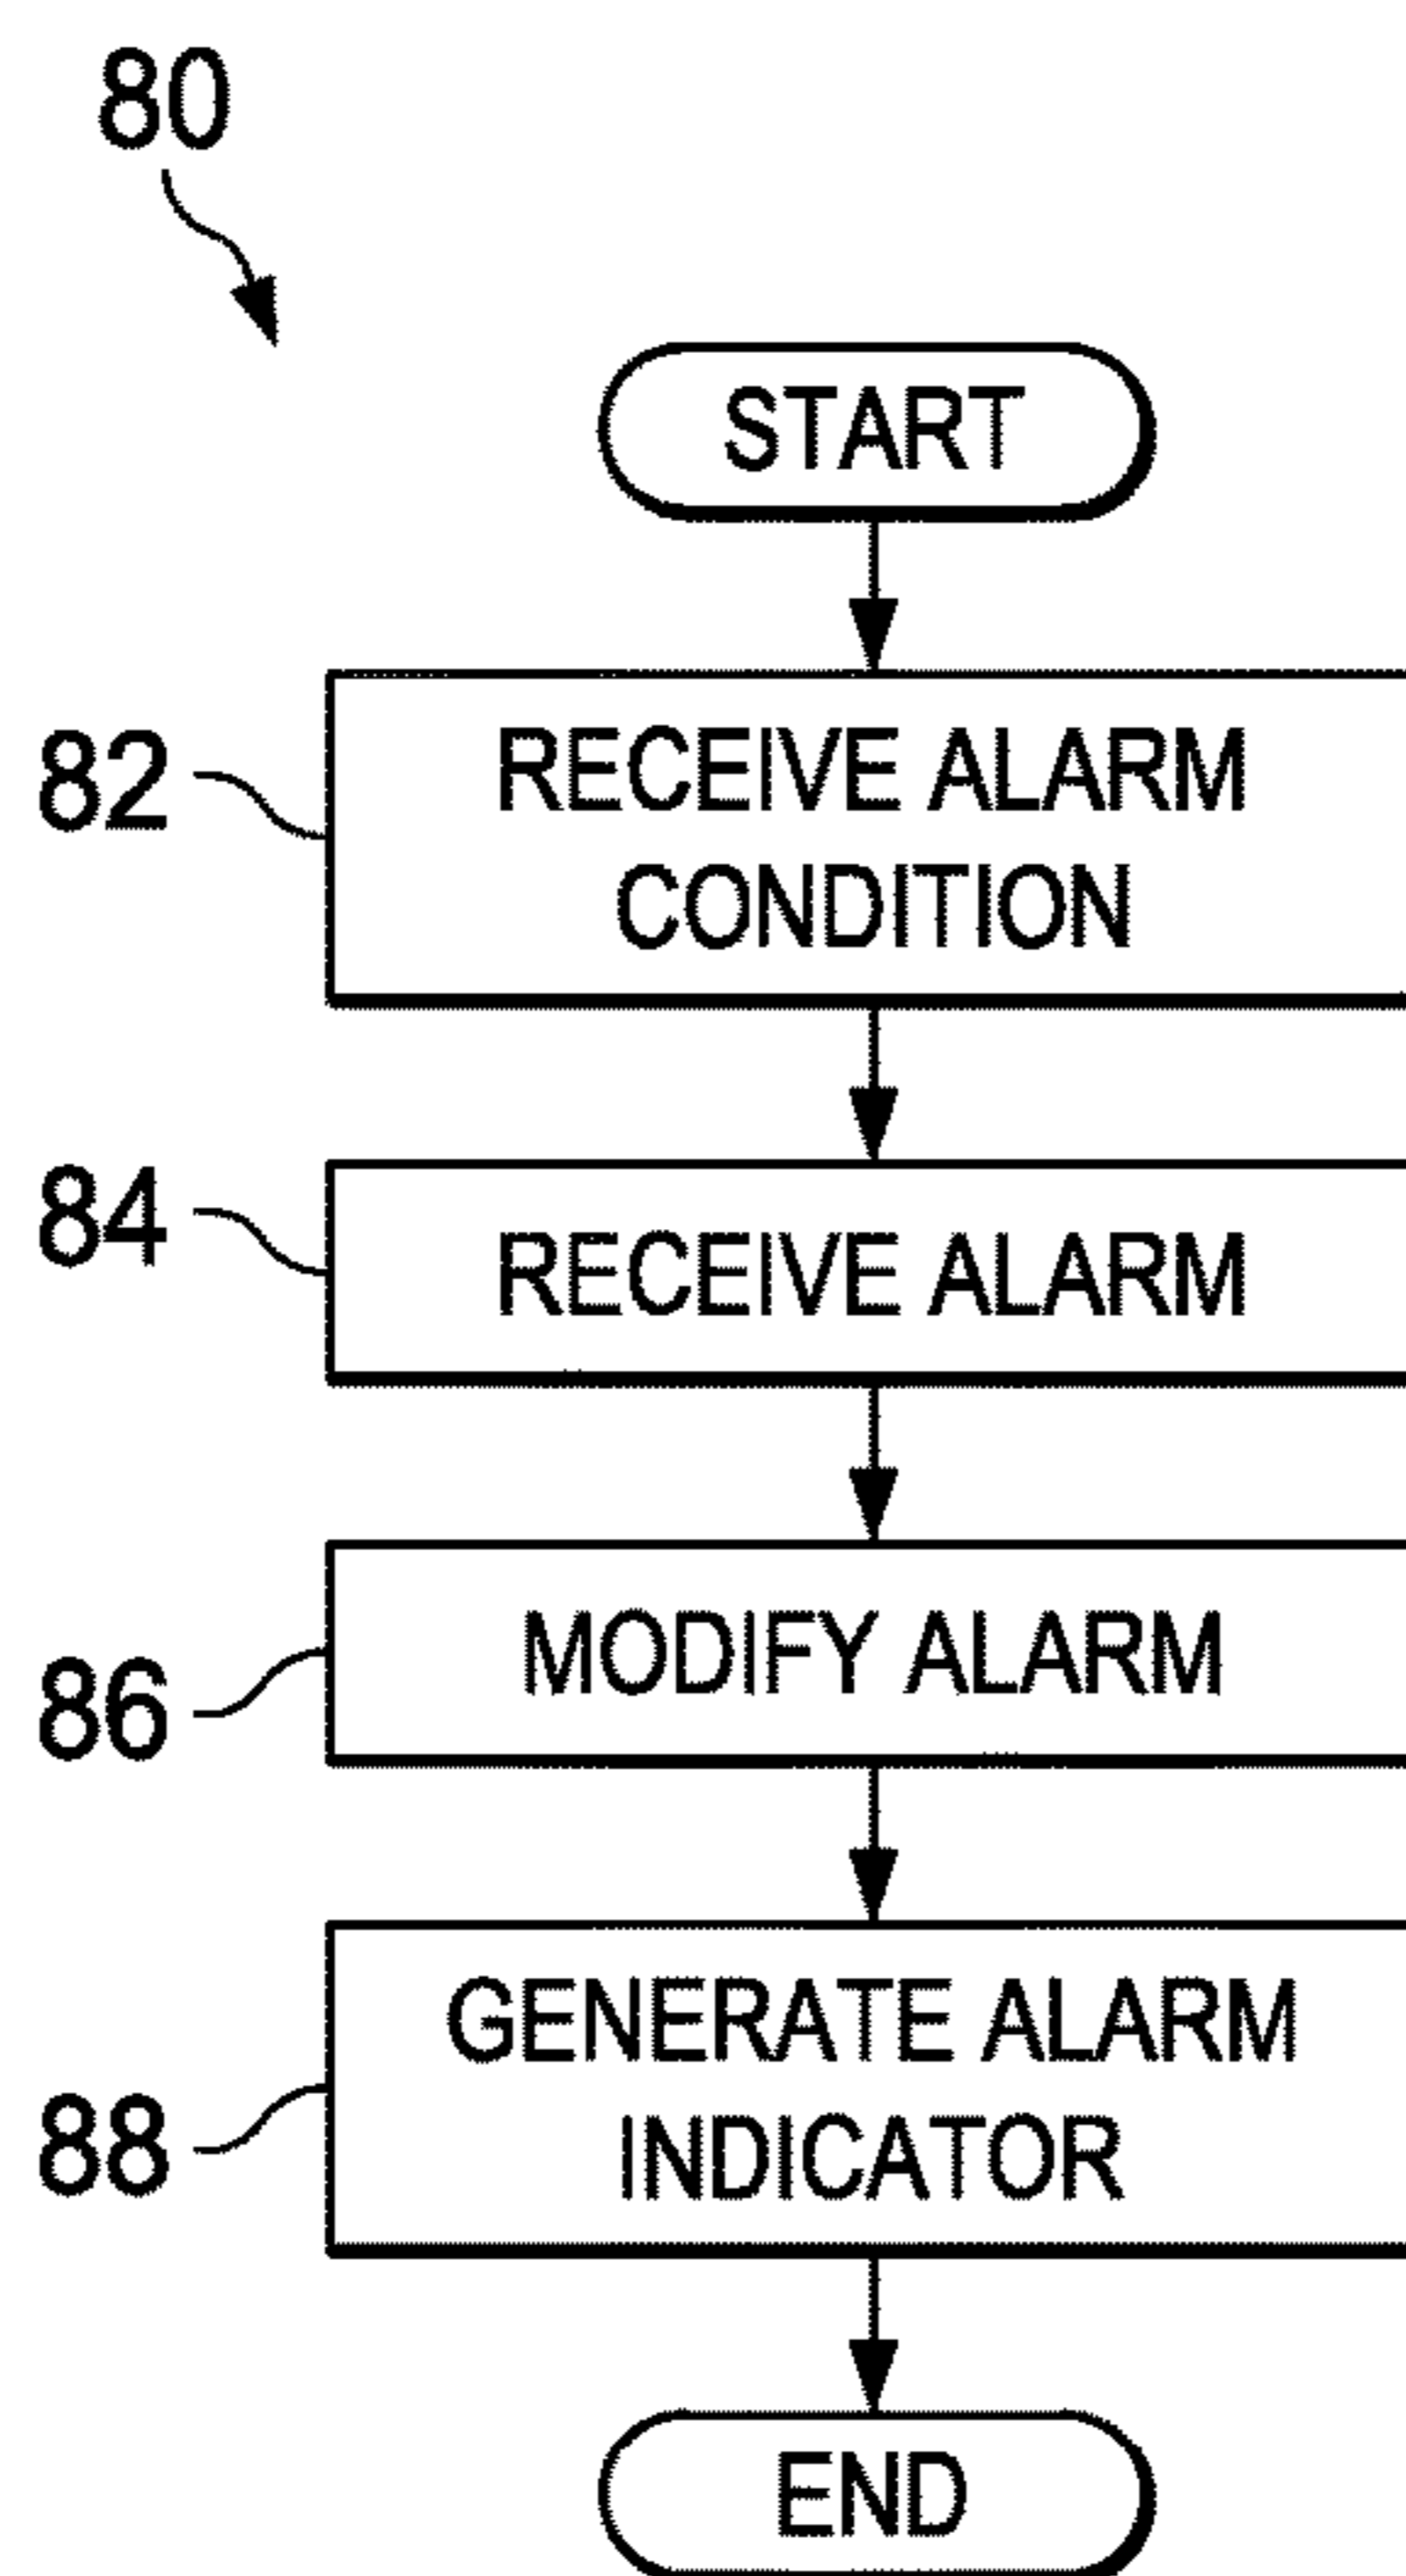 80
START
82
RECEIVE ALARM
CONDITION
84
RECEIVE ALARM
86
MODIFY ALARM
88
GENERATE ALARM
INDICATOR
END